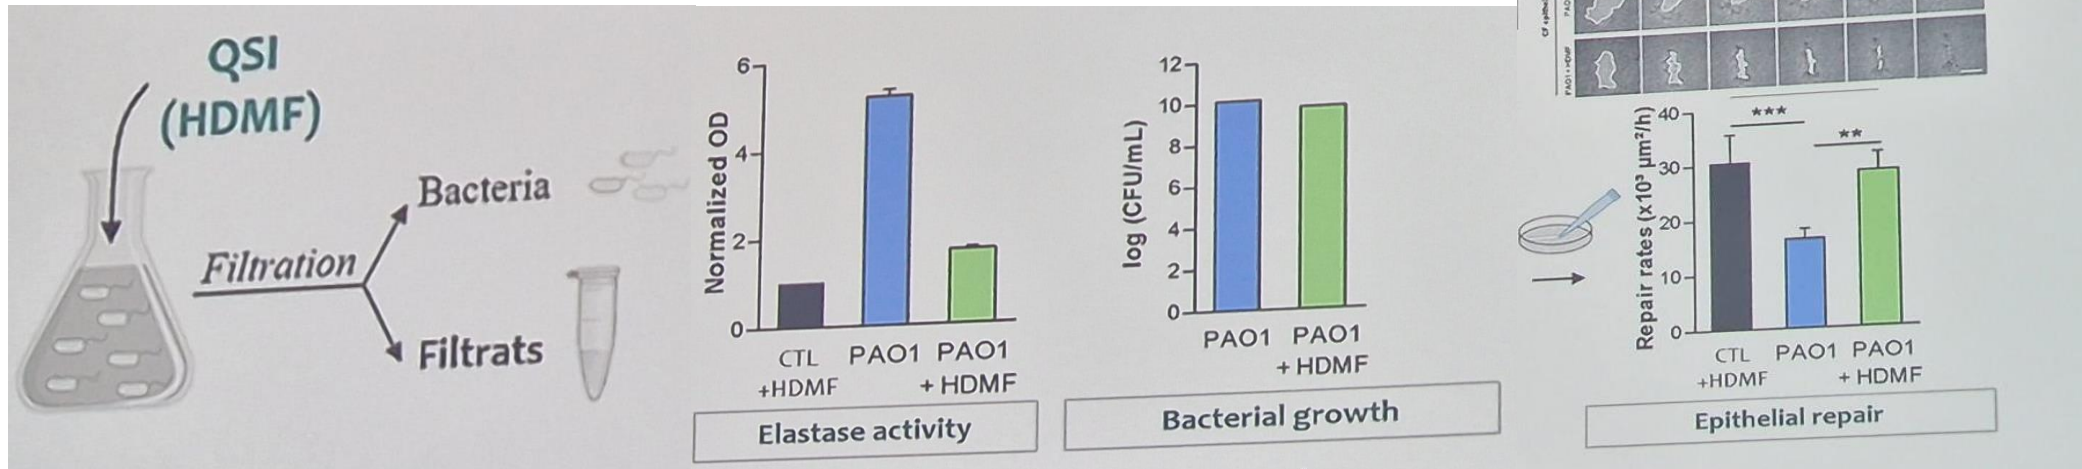 QSI
(HDMF)
Filtration
Bacteria
Filtrats
Normalized OD
6
4
2
0
CTL
+HDMF
PAO1
PAO1
+ HDMF
Elastase activity
log (CFU/mL)
12
10
8
6
4
2
0
PAO1
PAO1
+ HDMF
Bacterial growth
PAO1+HDMF
Repair rates (x10³ µm²/h)
40
30
20
10
0
***
**
CTL
+HDMF
PAO1
PAO1
+ HDMF
Epithelial repair